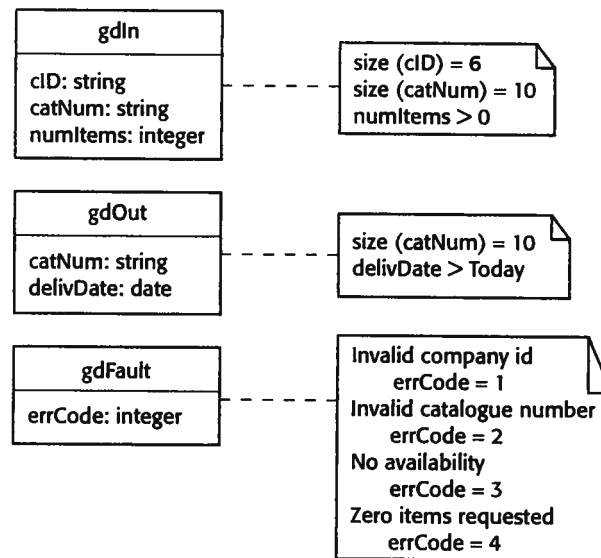 gdIn
cID: string
catNum: string
numItems: integer
size (cID) = 6
size (catNum) = 10
numItems > 0
gdOut
catNum: string
delivDate: date
size (catNum) = 10
delivDate > Today
gdFault
errCode: integer
Invalid company id
errCode = 1
Invalid catalogue number
errCode = 2
No availability
errCode = 3
Zero items requested
errCode = 4